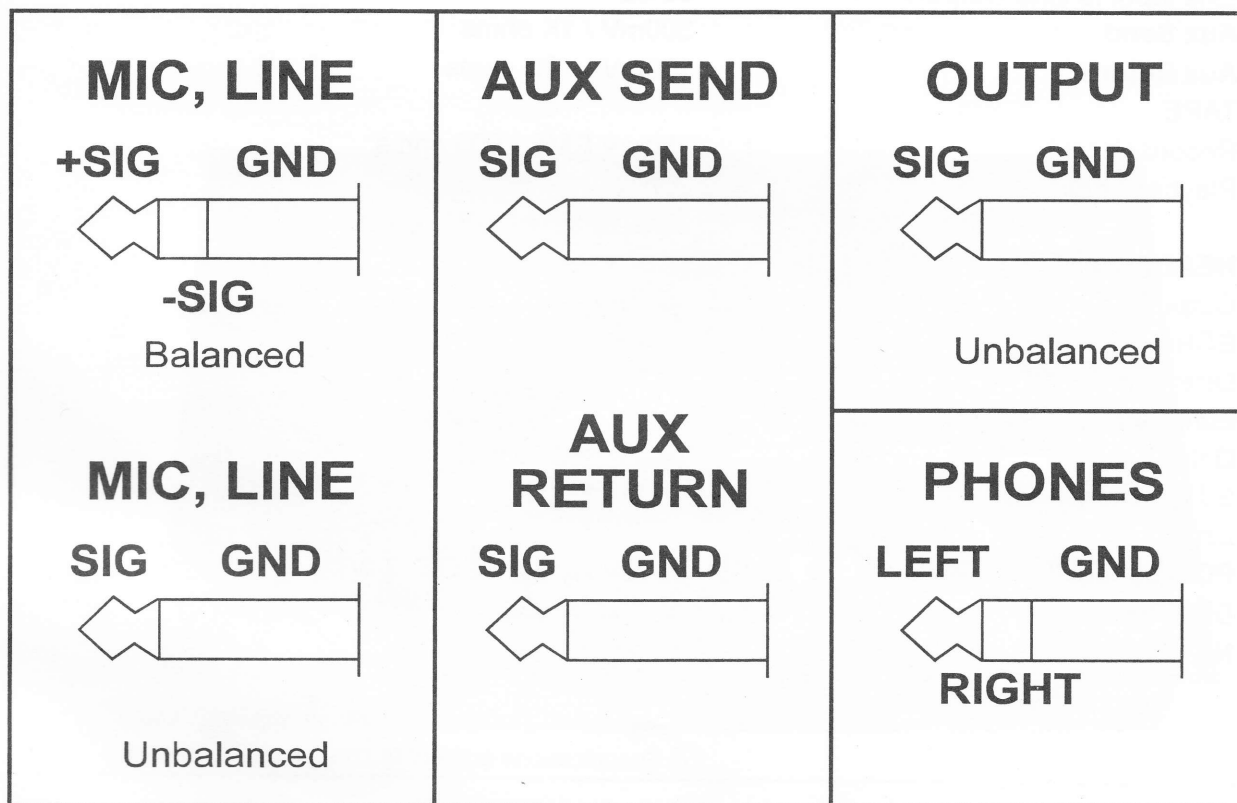 MIC, LINE
+SIG GND
-SIG
Balanced
MIC, LINE
SIG GND
Unbalanced
AUX SEND
SIG GND
AUX
RETURN
SIG GND
OUTPUT
SIG GND
Unbalanced
PHONES
LEFT GND
RIGHT